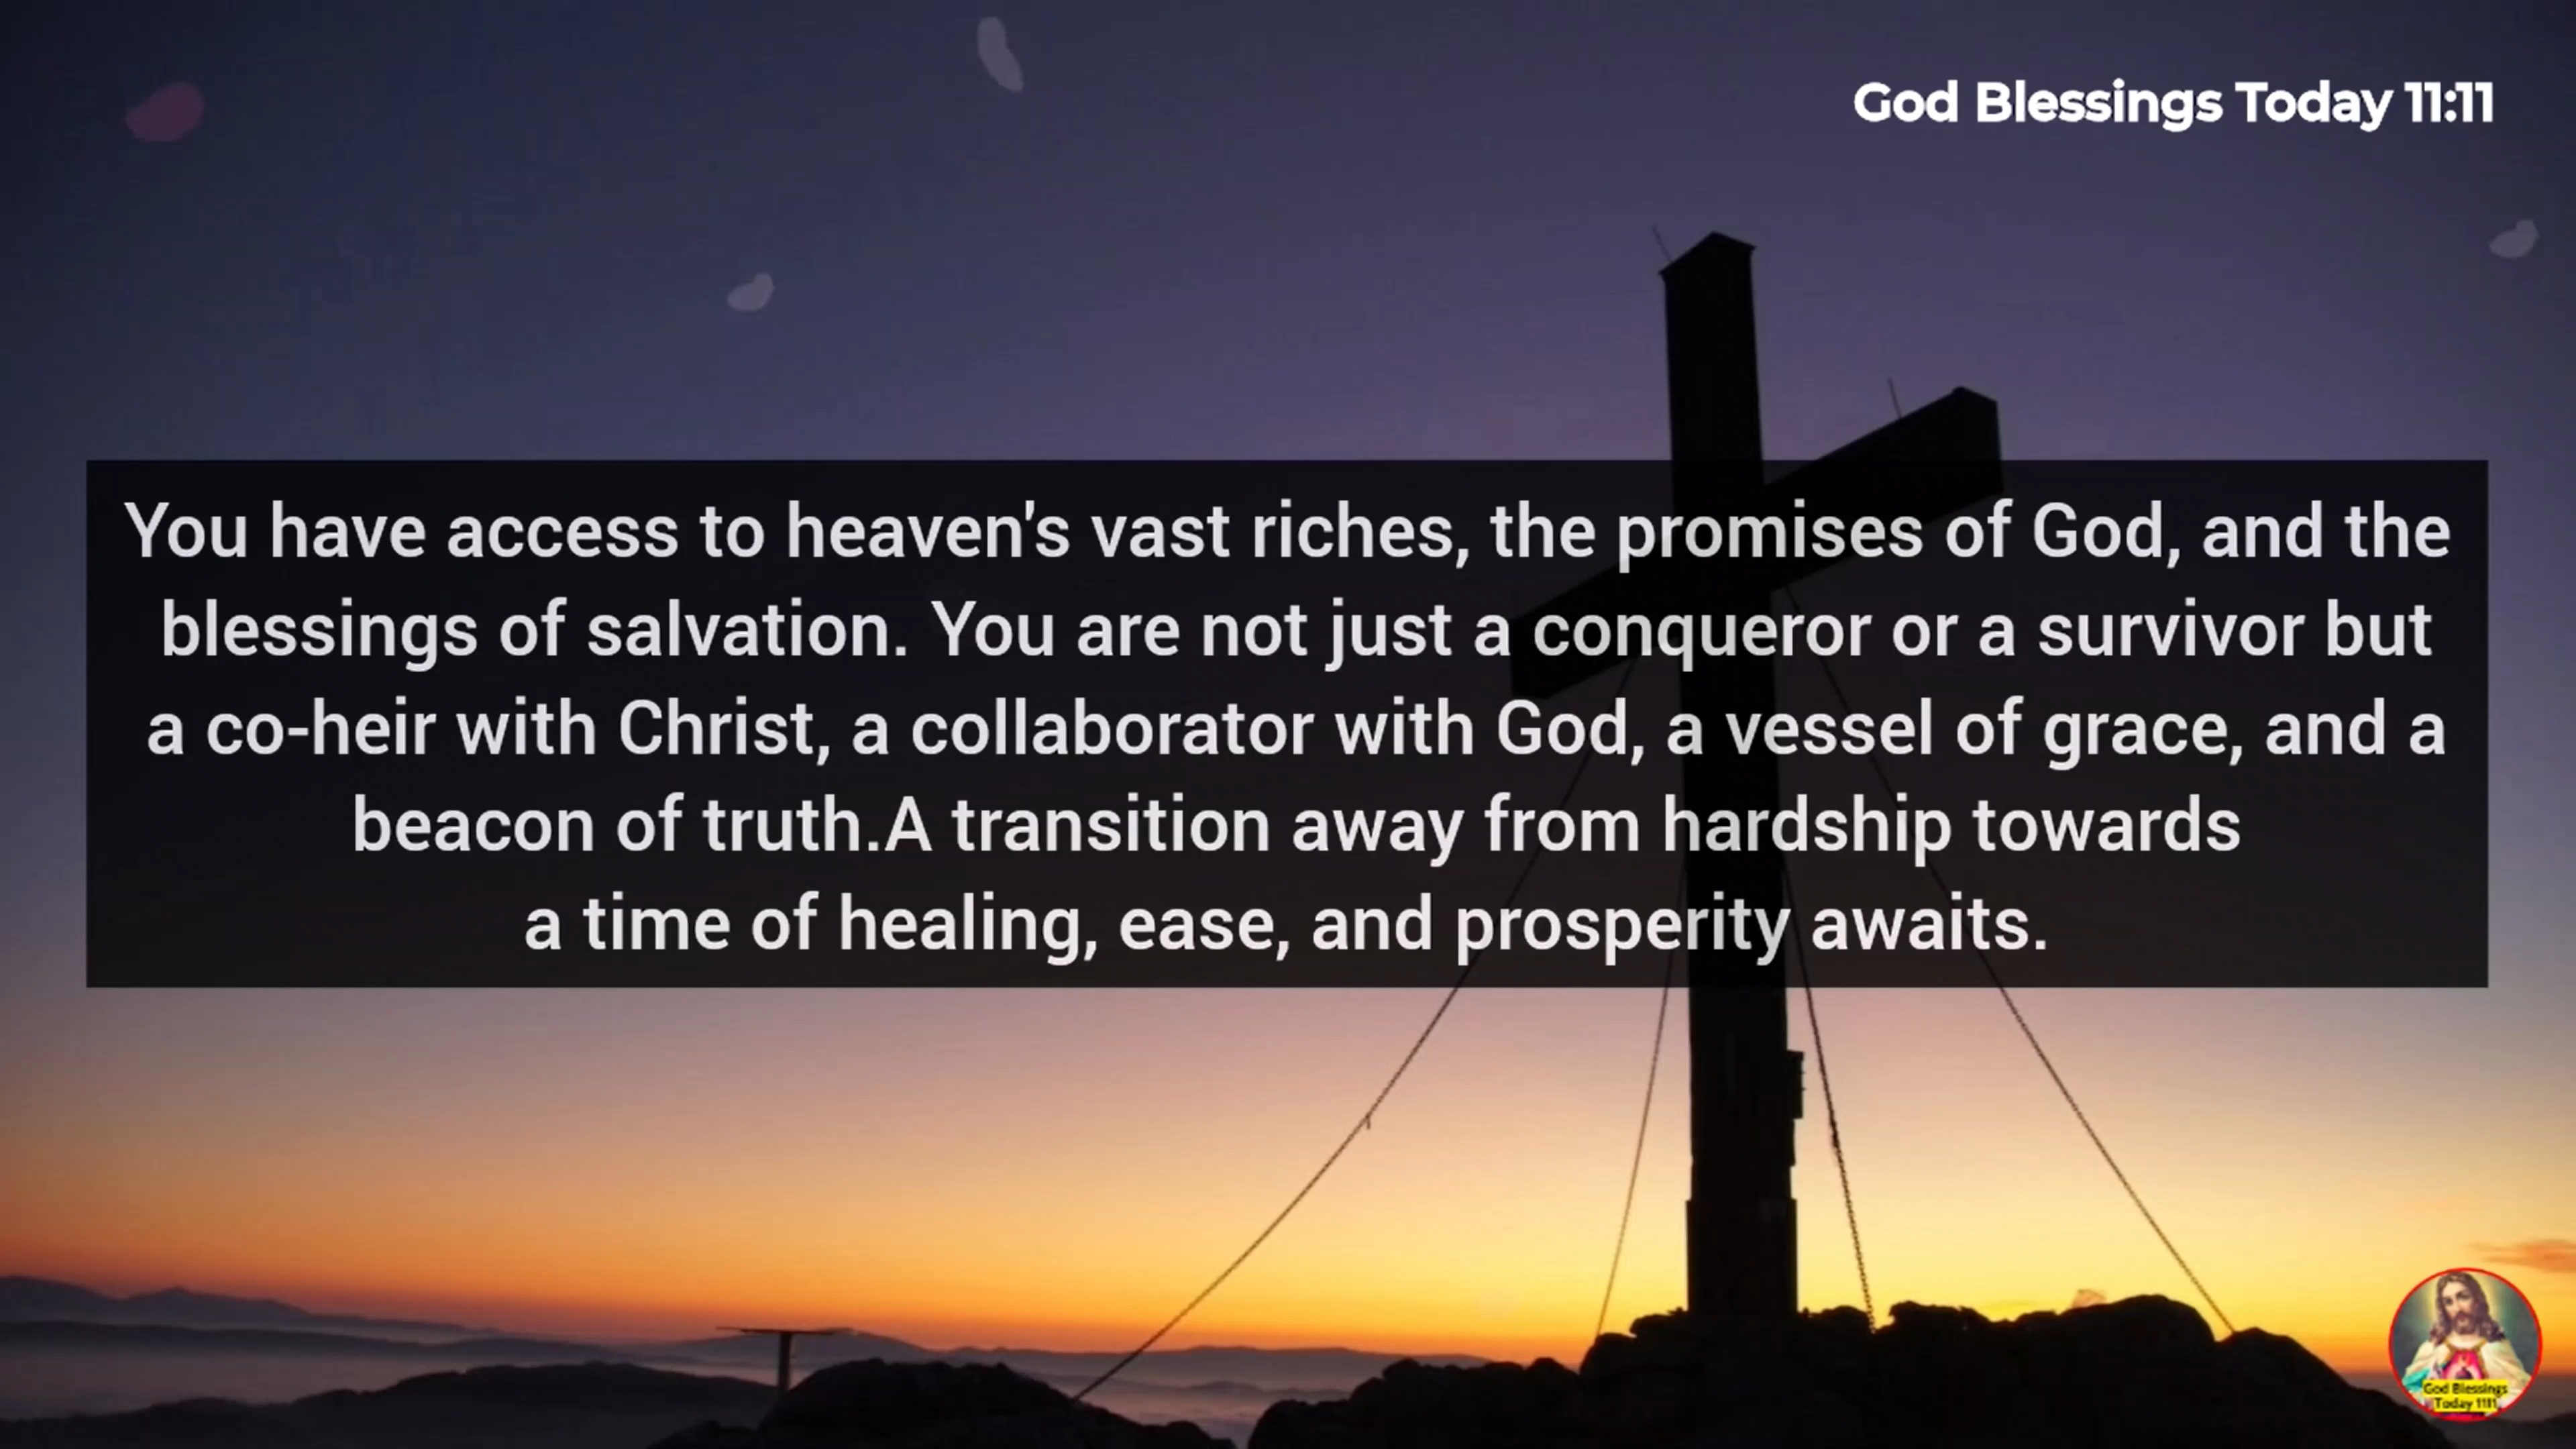 God Blessings Today 11:11
You have access to heaven's vast riches, the promises of God, and the
blessings of salvation. You are not just a conqueror or a survivor but
a co-heir with Christ, a collaborator with God, a vessel of grace, and a
beacon of truth.A transition away from hardship towards
a time of healing, ease, and prosperity awaits.
God Blessings
Today 1111